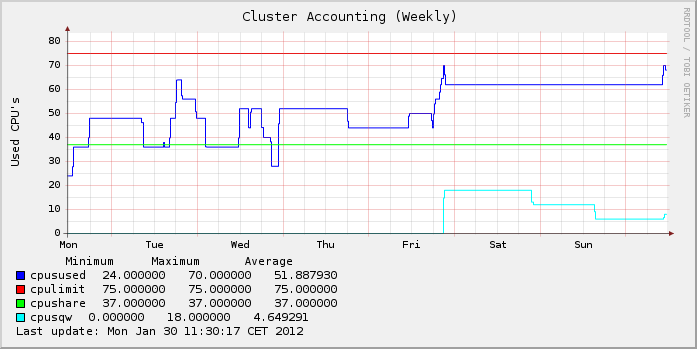 Cluster Accounting (Weekly)
RRDTOOL / TOBI OETIKER
Used CPU's
80
70
60
50
40
30
20
10
0
Mon Tue Wed Thu Fri Sat Sun
Minimum Maximum Average
cpusused 24.000000 70.000000 51.887930
cpulimit 75.000000 75.000000 75.000000
cpushare 37.000000 37.000000 37.000000
cpusqw 0.000000 18.000000 4.649291
Last update: Mon Jan 30 11:30:17 CET 2012